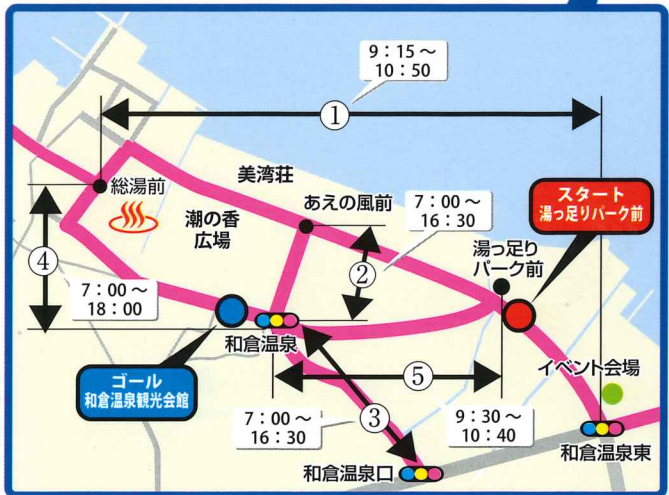 9：15～
10：50
①
総湯前
美湾荘
潮の香
広場
あえの風前
7：00～
16：30
スタート
湯っ足りパーク前
湯っ足り
パーク前
②
④
7：00～
18：00
和倉温泉
ゴール
和倉温泉観光会館
⑤
イベント会場
7：00～
16：30
③
9：30～
10：40
和倉温泉東
和倉温泉口